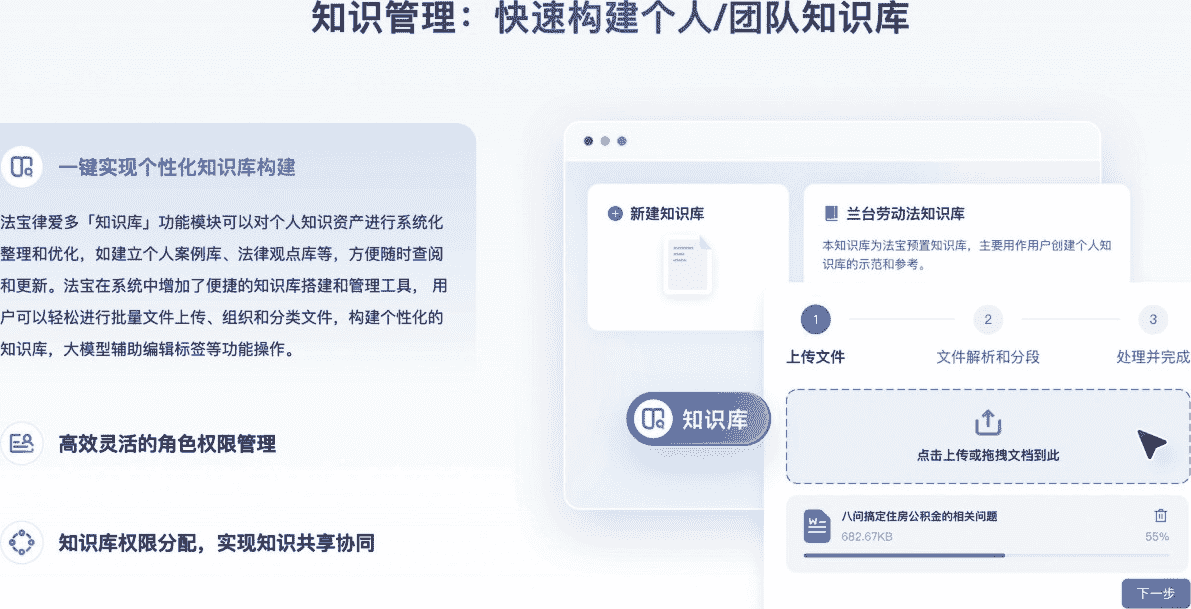 知识管理：快速构建个人/团队知识库
一键实现个性化知识库构建
法宝律爱多「知识库」功能模块可以对个人知识资产进行系统化
整理和优化，如建立个人案例库、法律观点库等，方便随时查阅
和更新。法宝在系统中增加了便捷的知识库搭建和管理工具， 用
户可以轻松进行批量文件上传、组织和分类文件，构建个性化的
知识库，大模型辅助编辑标签等功能操作。
高效灵活的角色权限管理
知识库权限分配，实现知识共享协同
新建知识库
兰台劳动法知识库
本知识库为法宝预置知识库，主要用作用户创建个人知
识库的示范和参考。
知识库
1
2
3
上传文件
文件解析和分段
处理并完成
点击上传或拖拽文档到此
W
八问搞定住房公积金的相关问题
682.67KB
55%
下一步